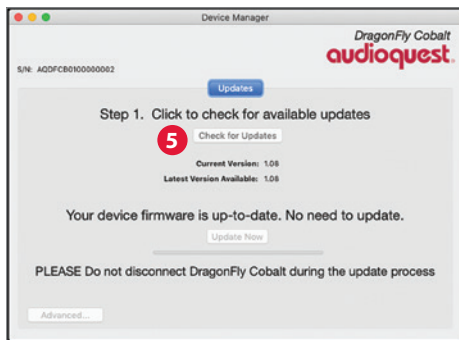 Device Manager
DragonFly Cobalt
audioquest.
S/N: AQDFCB0100000002
Updates
Step 1. Click to check for available updates
5
Check for Updates
Current Version: 1.08
Latest Version Available: 1.08
Your device firmware is up-to-date. No need to update.
Update Now
PLEASE Do not disconnect DragonFly Cobalt during the update process
Advanced...